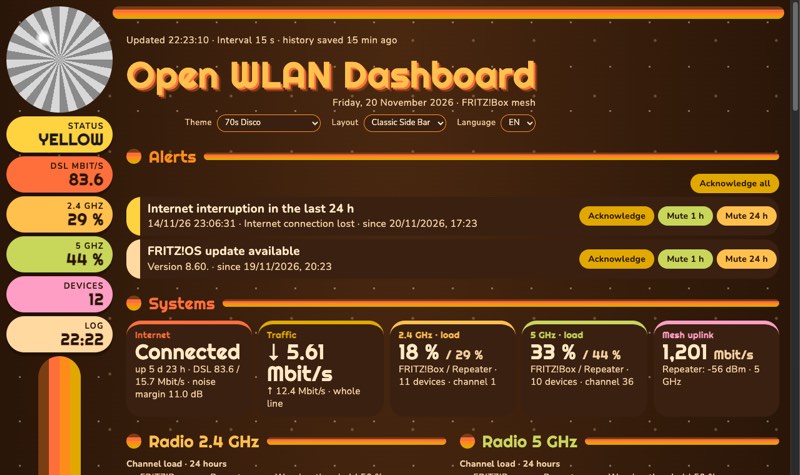 STATUS
YELLOW
DSL MBIT/S
83.6
2.4 GHZ
29 %
5 GHZ
44 %
DEVICES
12
LOG
22:22
Updated 22:23:10 · Interval 15 s · history saved 15 min ago
Open WLAN Dashboard
Friday, 20 November 2026 · FRITZ!Box mesh
Theme 70s Disco Layout Classic Side Bar Language EN
Alerts
Acknowledge all
Internet interruption in the last 24 h
14/11/26 23:06:31 · Internet connection lost · since 20/11/2026, 17:23
Acknowledge Mute 1 h Mute 24 h
FRITZ!OS update available
Version 8.60. · since 19/11/2026, 20:23
Acknowledge Mute 1 h Mute 24 h
Systems
Internet
Connected
up 5 d 23 h · DSL 83.6 /
15.7 Mbit/s · noise
margin 11.0 dB
Traffic
↓ 5.61
Mbit/s
↑ 12.4 Mbit/s · whole
line
2.4 GHz · load
18 % / 29 %
FRITZ!Box / Repeater ·
11 devices · channel 1
5 GHz · load
33 % / 44 %
FRITZ!Box / Repeater ·
10 devices · channel 36
Mesh uplink
1,201 Mbit/s
Repeater: -56 dBm · 5
GHz
Radio 2.4 GHz
Channel load · 24 hours
Radio 5 GHz
Channel load · 24 hours